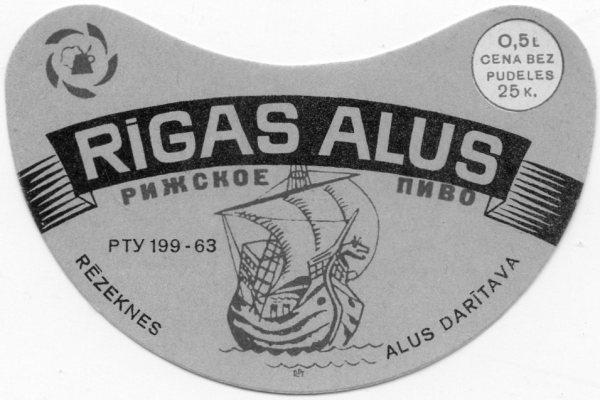 0,5 L
CENA BEZ
PUDELES
25 K.
RĪGAS ALUS
РИЖСКОЕ ПИВО
РТУ 199-63
RĒZEKNES ALUS DARĪTAVA